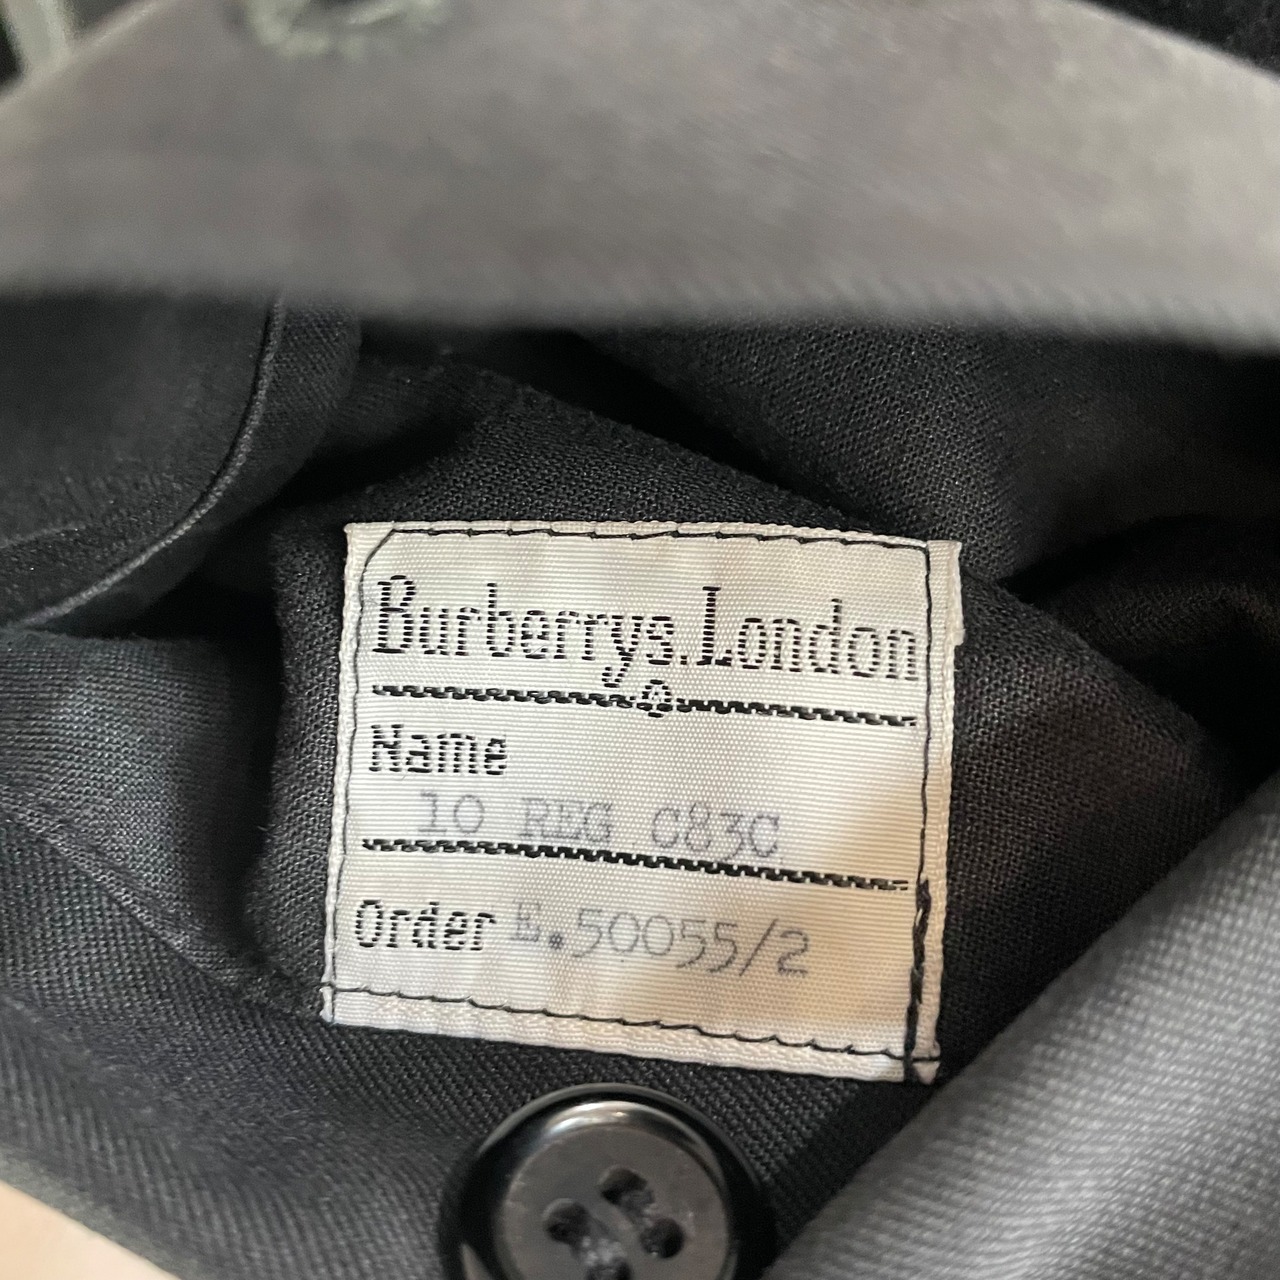 Burberrys.London
Name
10 REG C83C
Order E.50055/2